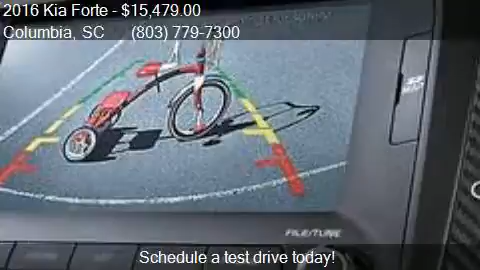 2016 Kia Forte - $15,479.00
Columbia, SC (803) 779-7300
FILE/TUNE
Schedule a test drive today!